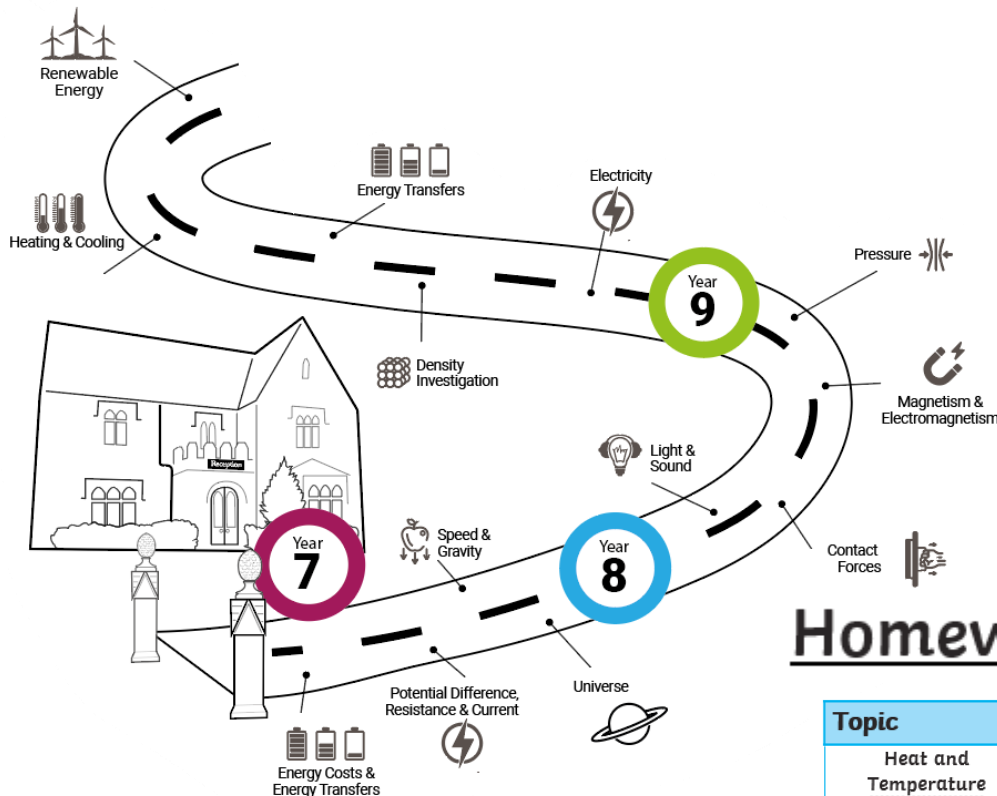 Renewable
Energy
Energy Transfers
Electricity
Heating & Cooling
Year
9
Pressure
Density
Investigation
Magnetism &
Electromagnetism
Reception
Light &
Sound
Year
7
Speed &
Gravity
Year
8
Contact
Forces
Potential Difference,
Resistance & Current
Universe
Energy Costs &
Energy Transfers
Topic
Heat and
Temperature